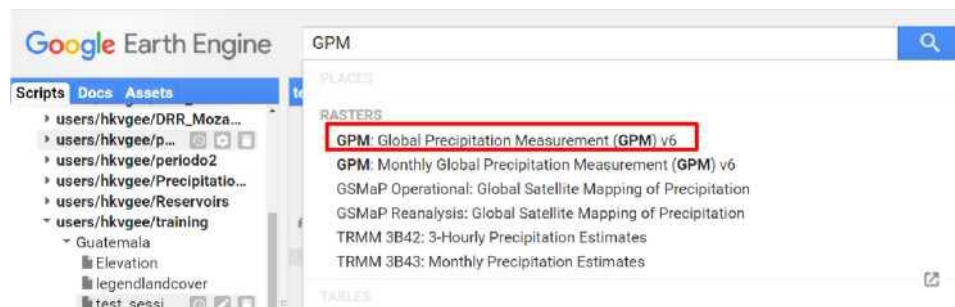 Google Earth Engine
GPM
PLACES
Scripts Docs Assets
te
RASTERS
users/hkvgee/DRR_Moza...
GPM: Global Precipitation Measurement (GPM) v6
users/hkvgee/p...
GPM: Monthly Global Precipitation Measurement (GPM) v6
users/hkvgee/periodo2
GSMaP Operational: Global Satellite Mapping of Precipitation
users/hkvgee/Precipitatio...
GSMaP Reanalysis: Global Satellite Mapping of Precipitation
users/hkvgee/Reservoirs
TRMM 3B42: 3-Hourly Precipitation Estimates
users/hkvgee/training
TRMM 3B43: Monthly Precipitation Estimates
Guatemala
Elevation
legendlandcover
test_sessi...
TABLES